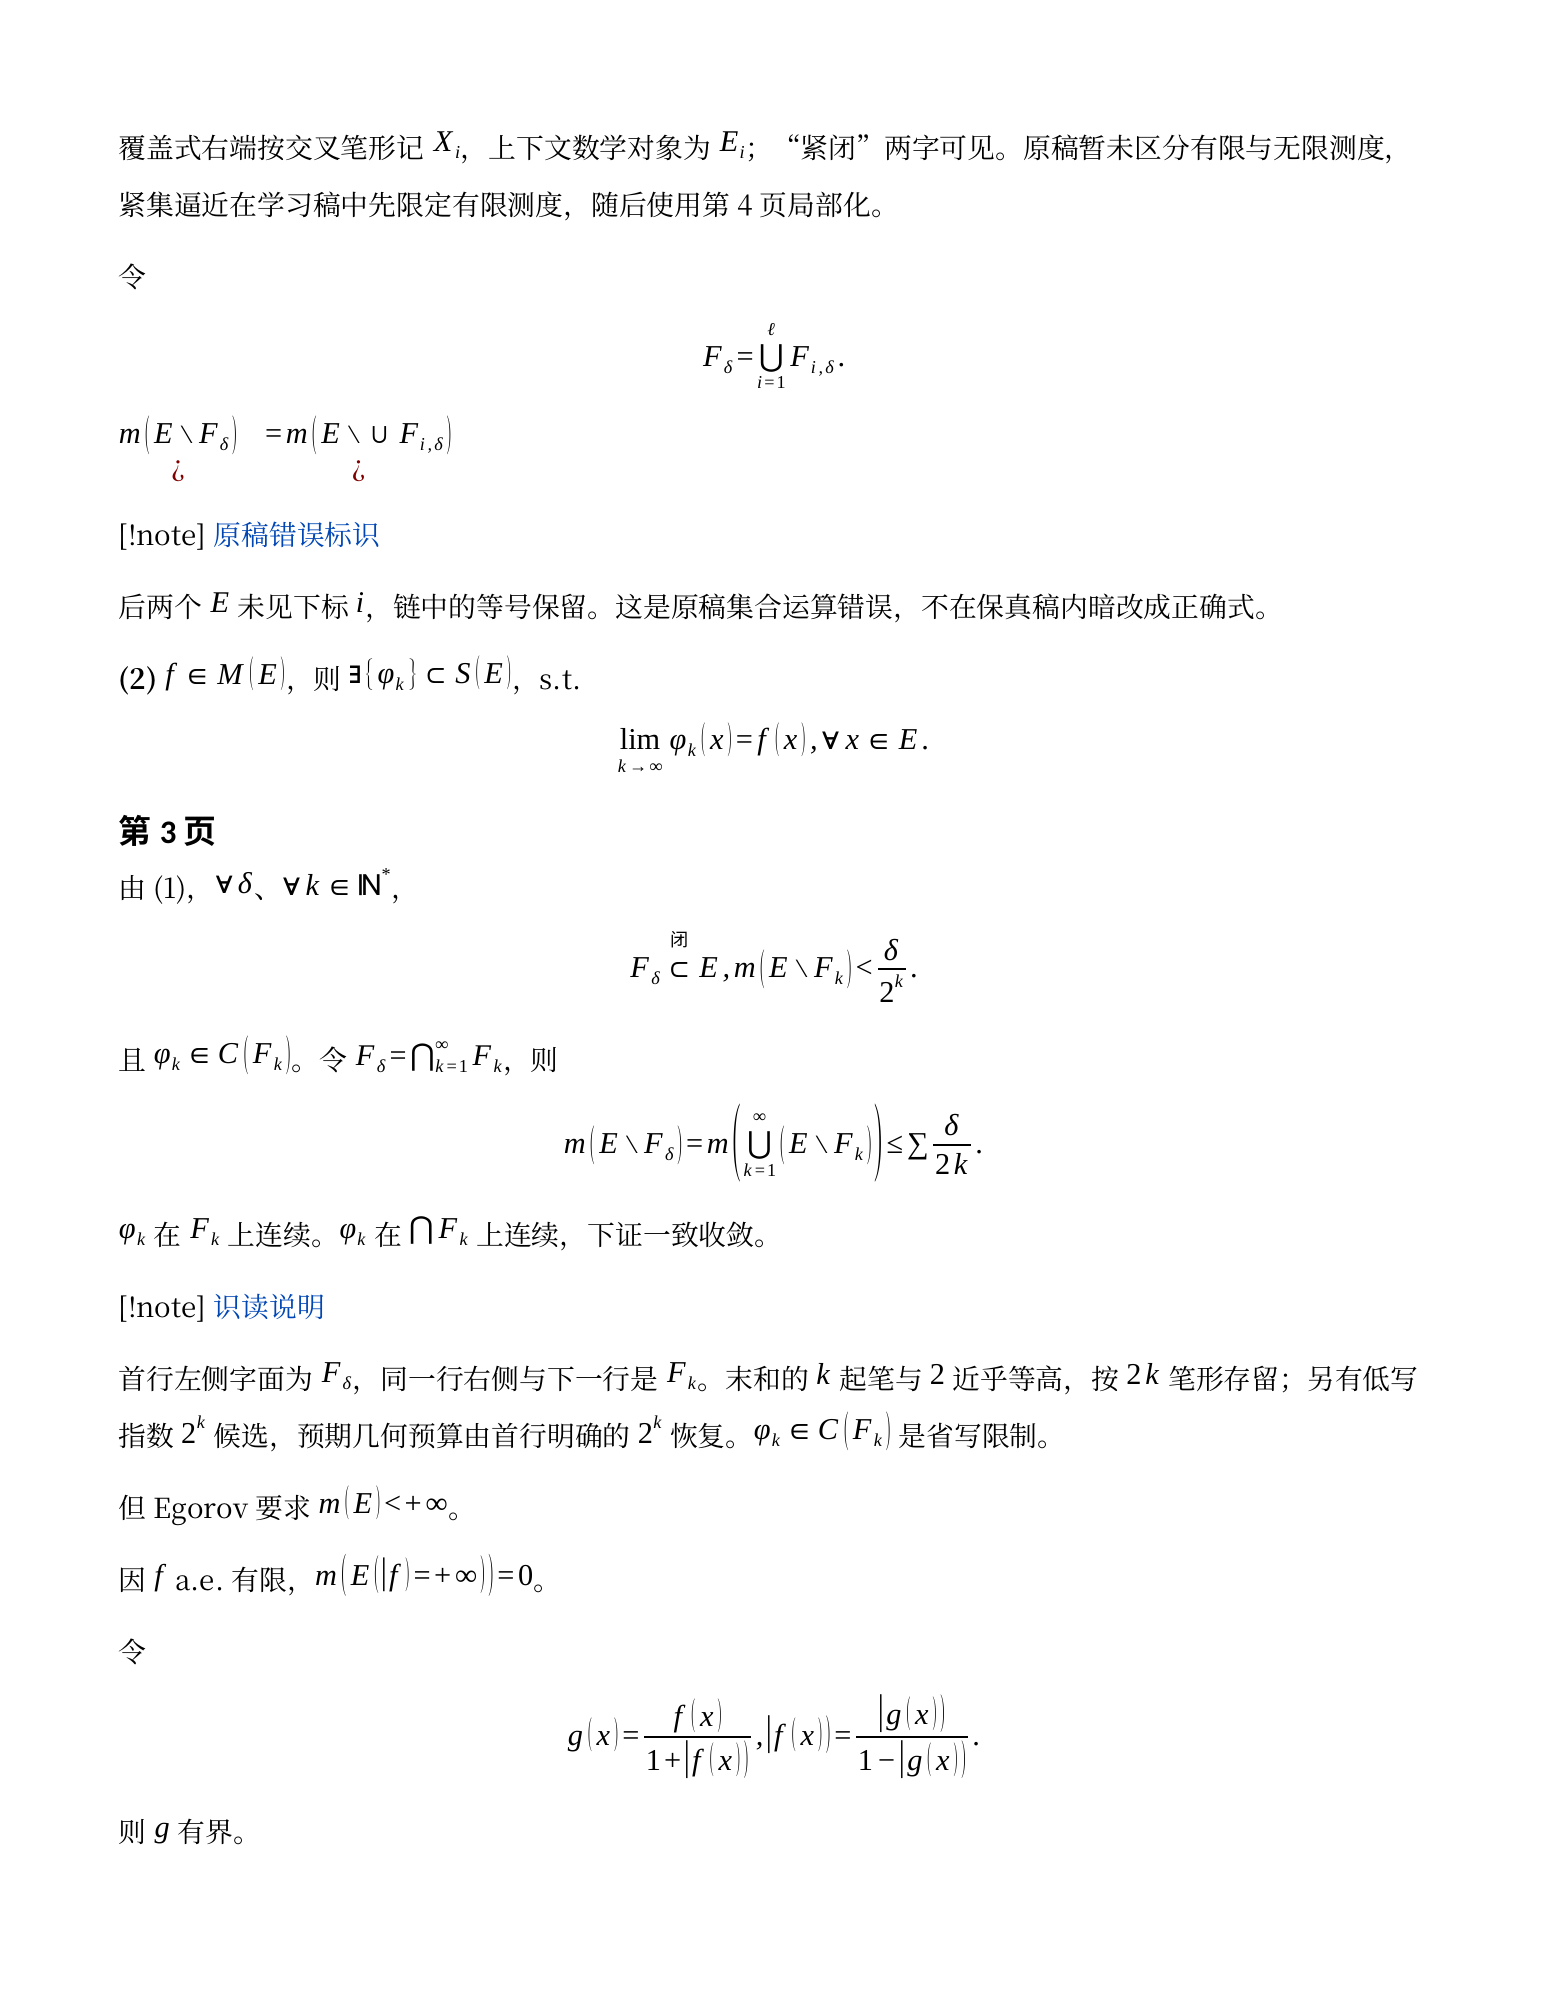 覆盖式右端按交叉笔形记 X_i，上下文数学对象为 E_i；“紧闭”两字可见。原稿暂未区分有限与无限测度，
紧集逼近在学习稿中先限定有限测度，随后使用第 4 页局部化。
令
F_δ=⋃_{i=1}^{ℓ} F_{i,δ}.
m(E∖F_δ) =m(E∖∪ F_{i,δ})
¿ ¿
[!note] 原稿错误标识
后两个 E 未见下标 i，链中的等号保留。这是原稿集合运算错误，不在保真稿内暗改成正确式。
(2) f∈M(E)，则 ∃{φ_k}⊂S(E)，s.t.
lim_{k→∞} φ_k(x)=f(x),∀x∈E.
第 3 页
由 (1)，∀δ、∀k∈ℕ^*，
F_δ ⊂^{闭} E,m(E∖F_k)<δ/2^k.
且 φ_k∈C(F_k)。令 F_δ=⋂_{k=1}^{∞} F_k，则
m(E∖F_δ)=m(⋃_{k=1}^{∞}(E∖F_k))≤∑ δ/2k.
φ_k 在 F_k 上连续。φ_k 在 ⋂F_k 上连续，下证一致收敛。
[!note] 识读说明
首行左侧字面为 F_δ，同一行右侧与下一行是 F_k。末和的 k 起笔与 2 近乎等高，按 2k 笔形存留；另有低写
指数 2^k 候选，预期几何预算由首行明确的 2^k 恢复。φ_k∈C(F_k) 是省写限制。
但 Egorov 要求 m(E)<+∞。
因 f a.e. 有限，m(E(|f)=+∞))=0。
令
g(x)=f(x)/(1+|f(x))),|f(x))=|g(x))/(1−|g(x))).
则 g 有界。